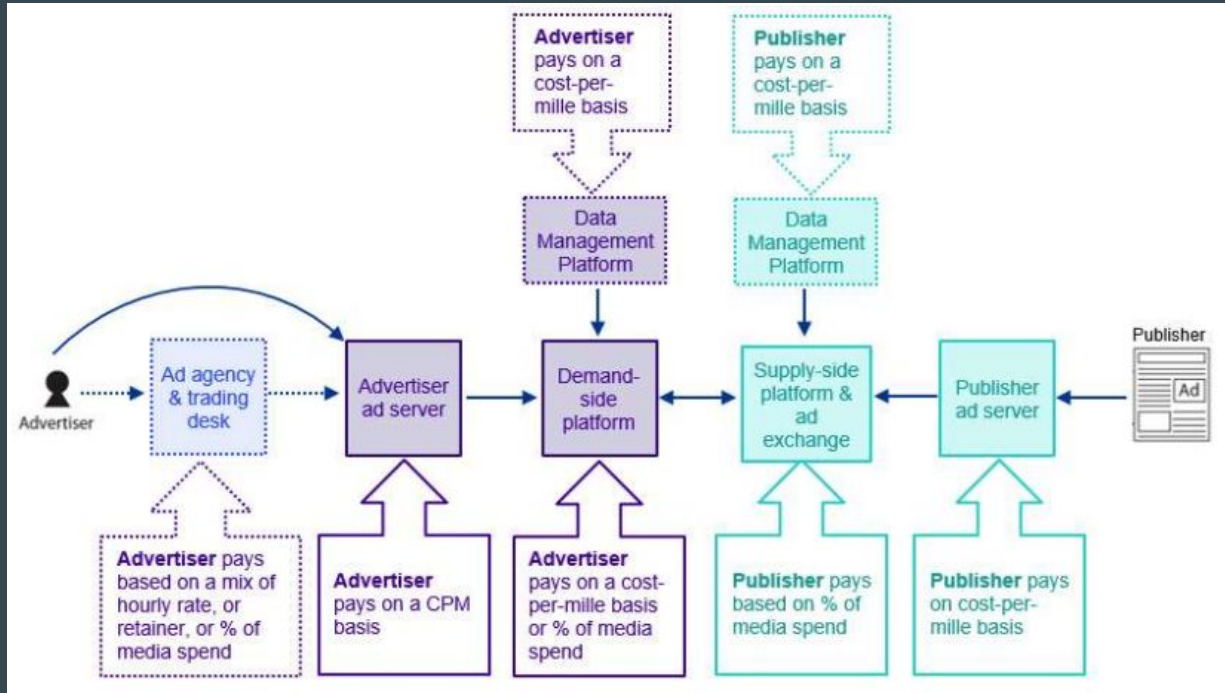 Advertiser
pays on a
cost-per-
mille basis
Publisher
pays on a
cost-per-
mille basis
Data
Management
Platform
Data
Management
Platform
Advertiser
Ad agency
& trading
desk
Advertiser
ad server
Demand-
side
platform
Supply-side
platform &
ad
exchange
Publisher
ad server
Publisher
Ad
Advertiser pays
based on a mix of
hourly rate, or
retainer, or % of
media spend
Advertiser
pays on a CPM
basis
Advertiser
pays on a cost-
per-mille basis
or % of media
spend
Publisher pays
based on % of
media spend
Publisher pays
on cost-per-
mille basis